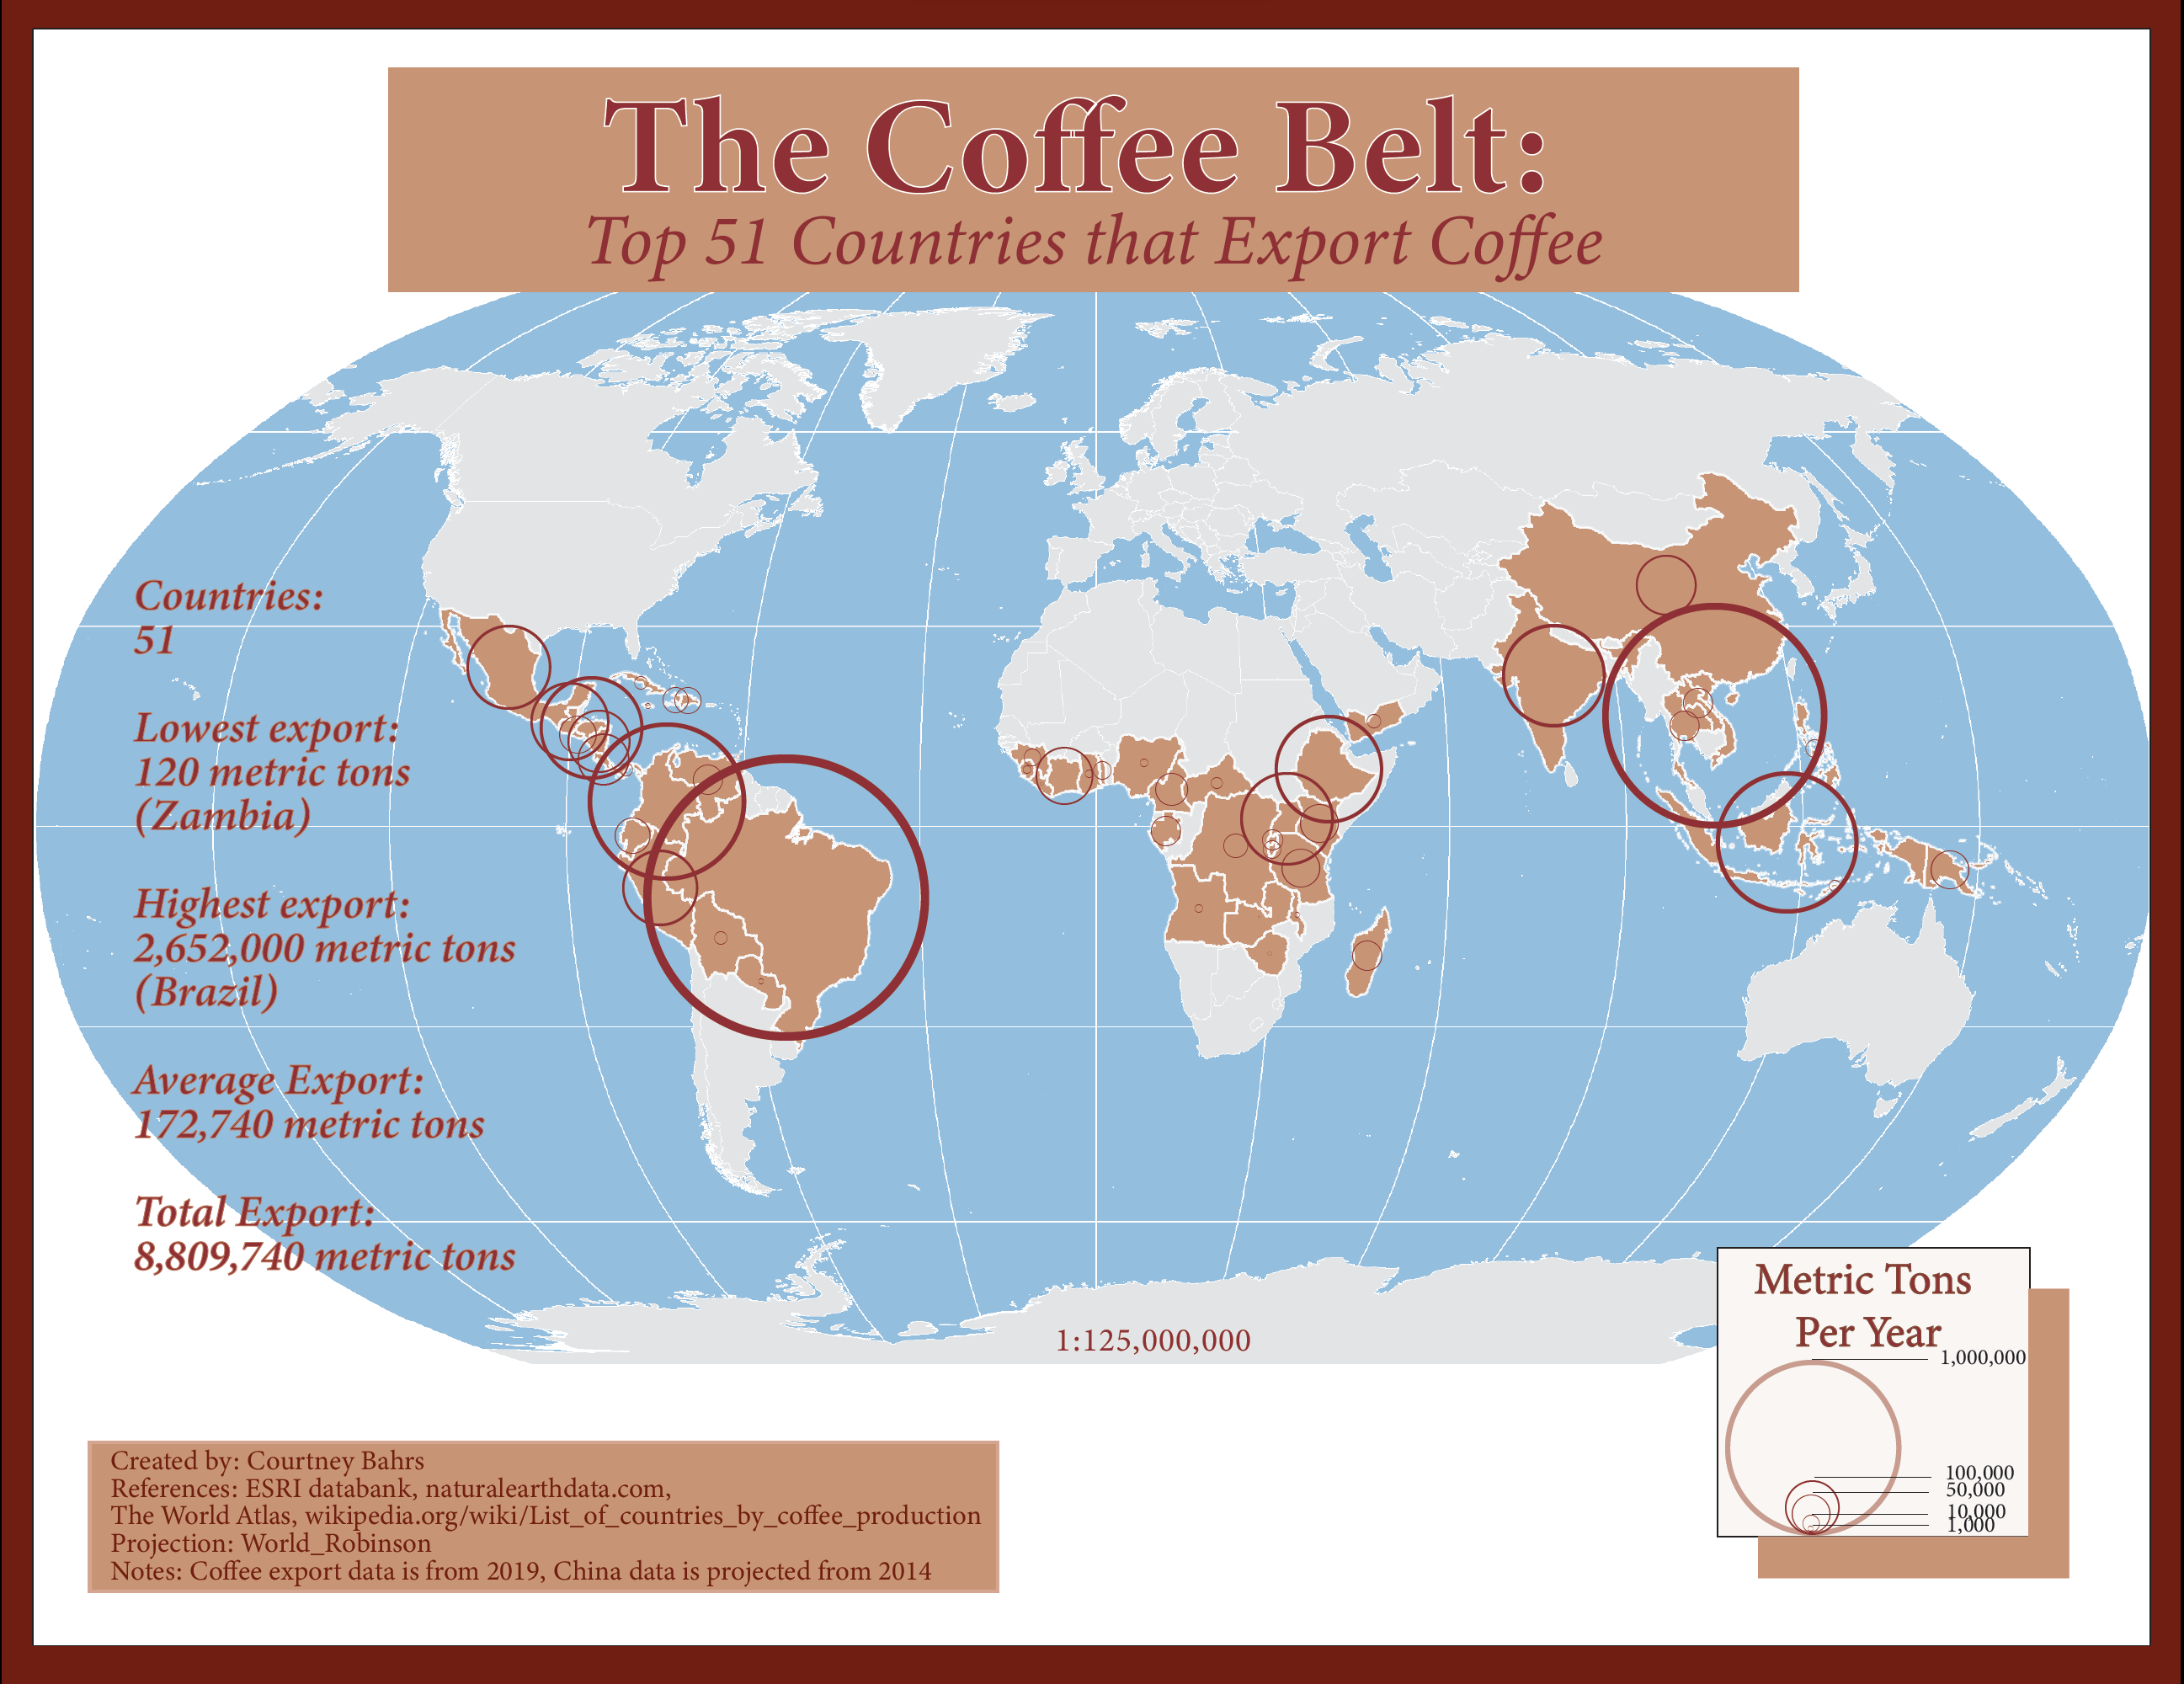 The Coffee Belt:
Top 51 Countries that Export Coffee
Countries:
51
Lowest export:
120 metric tons
(Zambia)
Highest export:
2,652,000 metric tons
(Brazil)
Average Export:
172,740 metric tons
Total Export:
8,809,740 metric tons
1:125,000,000
Metric Tons
Per Year
1,000,000
100,000
50,000
10,000
1,000
Created by: Courtney Bahrs
References: ESRI databank, naturalearthdata.com,
The World Atlas, wikipedia.org/wiki/List_of_countries_by_coffee_production
Projection: World_Robinson
Notes: Coffee export data is from 2019, China data is projected from 2014